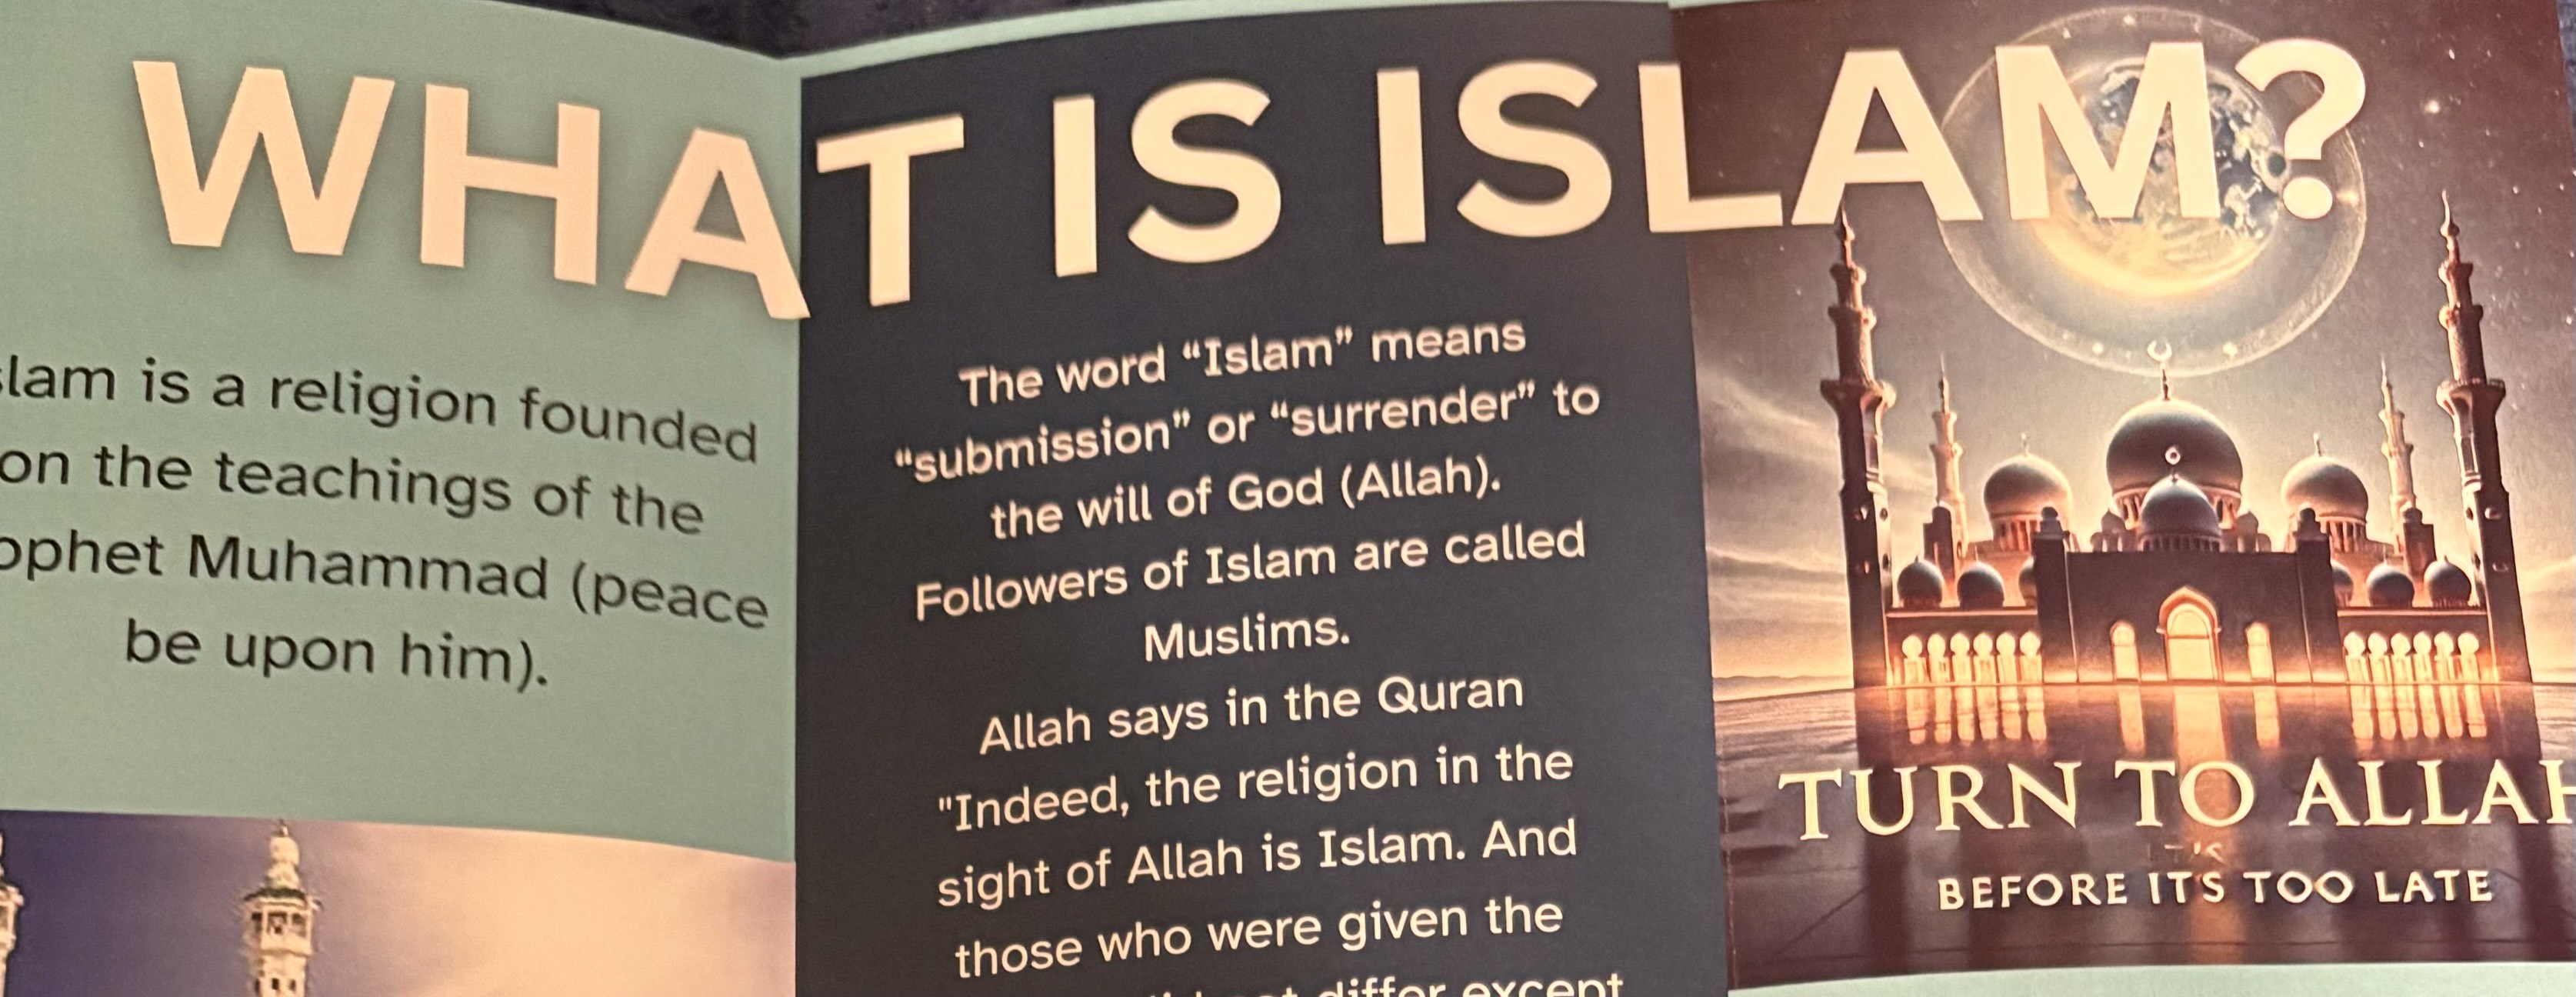 WHAT IS ISLAM?
is a religion founded
on the teachings of the
Muhammad (peace
be upon him).
The word “Islam” means
“submission” or “surrender” to
the will of God (Allah).
Followers of Islam are called
Muslims.
Allah says in the Quran
"Indeed, the religion in the
sight of Allah is Islam. And
those who were given the
differ except
TURN TO ALLAH
BEFORE ITS TOO LATE